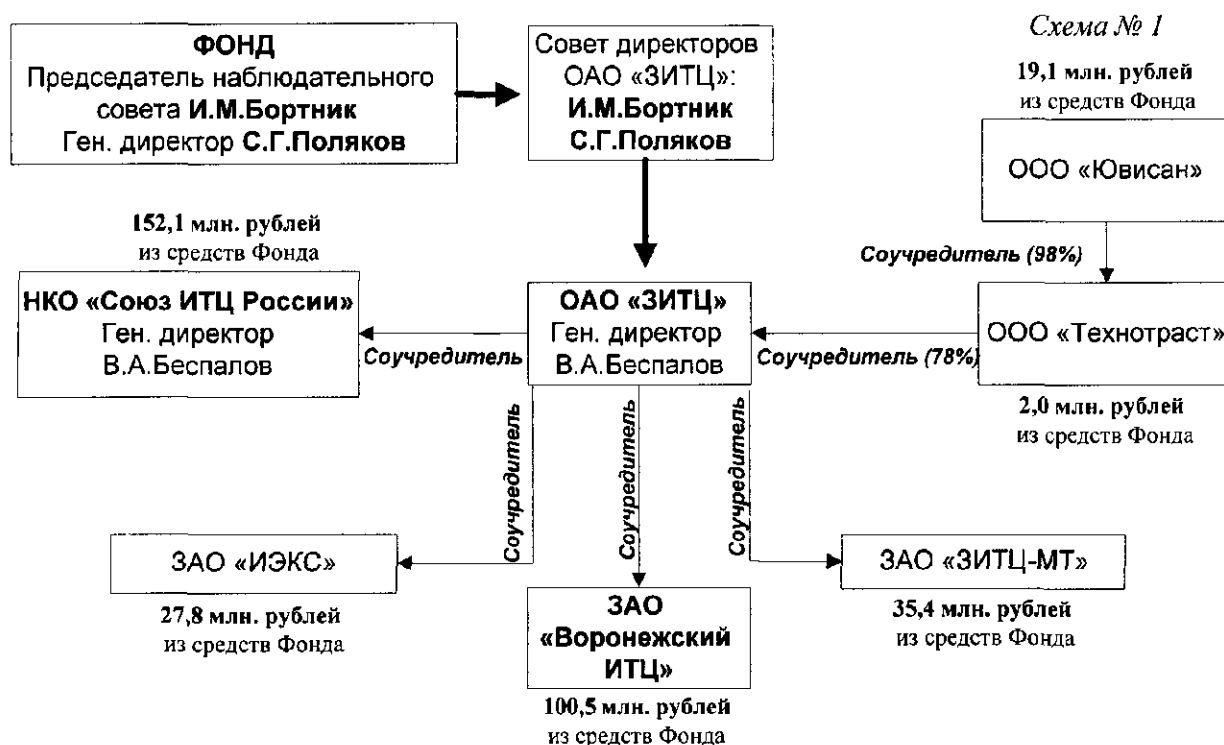 Схема № 1
ФОНД
Председатель наблюдательного
совета И.М.Бортник
Ген. директор С.Г.Поляков
Совет директоров
ОАО «ЗИТЦ»:
И.М.Бортник
С.Г.Поляков
19,1 млн. рублей
из средств Фонда
ООО «Ювисан»
Соучредитель (98%)
152,1 млн. рублей
из средств Фонда
НКО «Союз ИТЦ России»
Ген. директор
В.А.Беспалов
Соучредитель
ОАО «ЗИТЦ»
Ген. директор
В.А.Беспалов
Соучредитель (78%)
ООО «Технотраст»
2,0 млн. рублей
из средств Фонда
Соучредитель
Соучредитель
Соучредитель
ЗАО «ИЭКС»
27,8 млн. рублей
из средств Фонда
ЗАО
«Воронежский
ИТЦ»
100,5 млн. рублей
из средств Фонда
ЗАО «ЗИТЦ-МТ»
35,4 млн. рублей
из средств Фонда